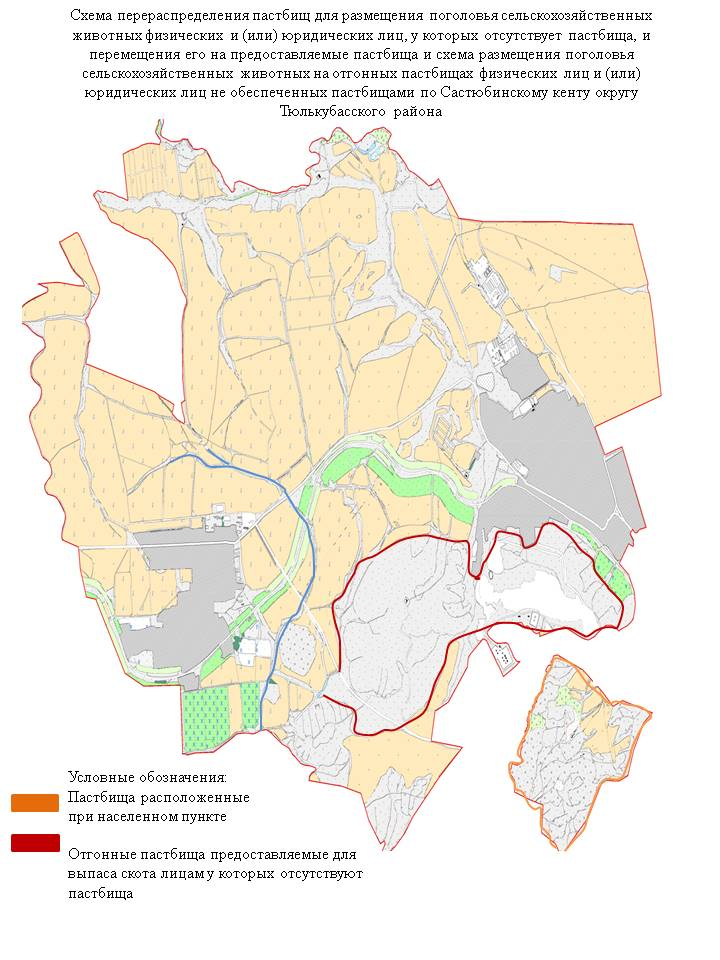 Схема перераспределения пастбищ для размещения поголовья сельскохозяйственных
животных физических и (или) юридических лиц, у которых отсутствует пастбища, и
перемещения его на предоставляемые пастбища и схема размещения поголовья
сельскохозяйственных животных на отгонных пастбищах физических лиц и (или)
юридических лиц не обеспеченных пастбищами по Састюбинскому кенту округу
Тюлькубасского района
Условные обозначения:
Пастбища расположенные
при населенном пункте
Отгонные пастбища предоставляемые для
выпаса скота лицам у которых отсутствуют
пастбища